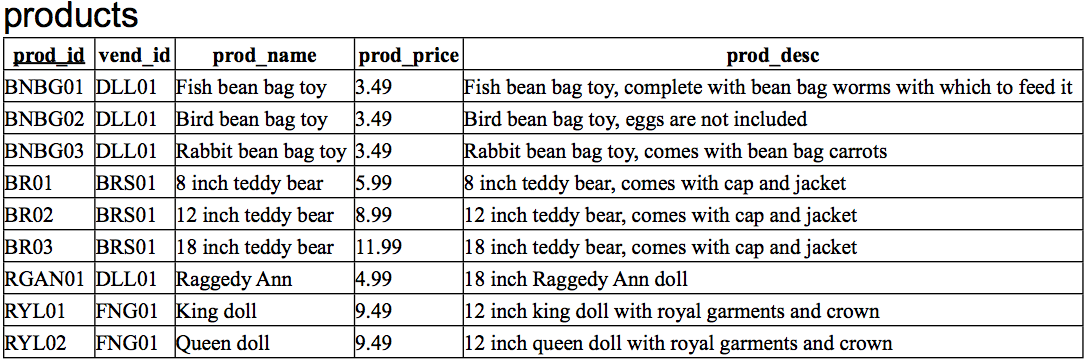 products
prod_id vend_id prod_name prod_price prod_desc
BNBG01 DLL01 Fish bean bag toy 3.49 Fish bean bag toy, complete with bean bag worms with which to feed it
BNBG02 DLL01 Bird bean bag toy 3.49 Bird bean bag toy, eggs are not included
BNBG03 DLL01 Rabbit bean bag toy 3.49 Rabbit bean bag toy, comes with bean bag carrots
BR01 BRS01 8 inch teddy bear 5.99 8 inch teddy bear, comes with cap and jacket
BR02 BRS01 12 inch teddy bear 8.99 12 inch teddy bear, comes with cap and jacket
BR03 BRS01 18 inch teddy bear 11.99 18 inch teddy bear, comes with cap and jacket
RGAN01 DLL01 Raggedy Ann 4.99 18 inch Raggedy Ann doll
RYL01 FNG01 King doll 9.49 12 inch king doll with royal garments and crown
RYL02 FNG01 Queen doll 9.49 12 inch queen doll with royal garments and crown